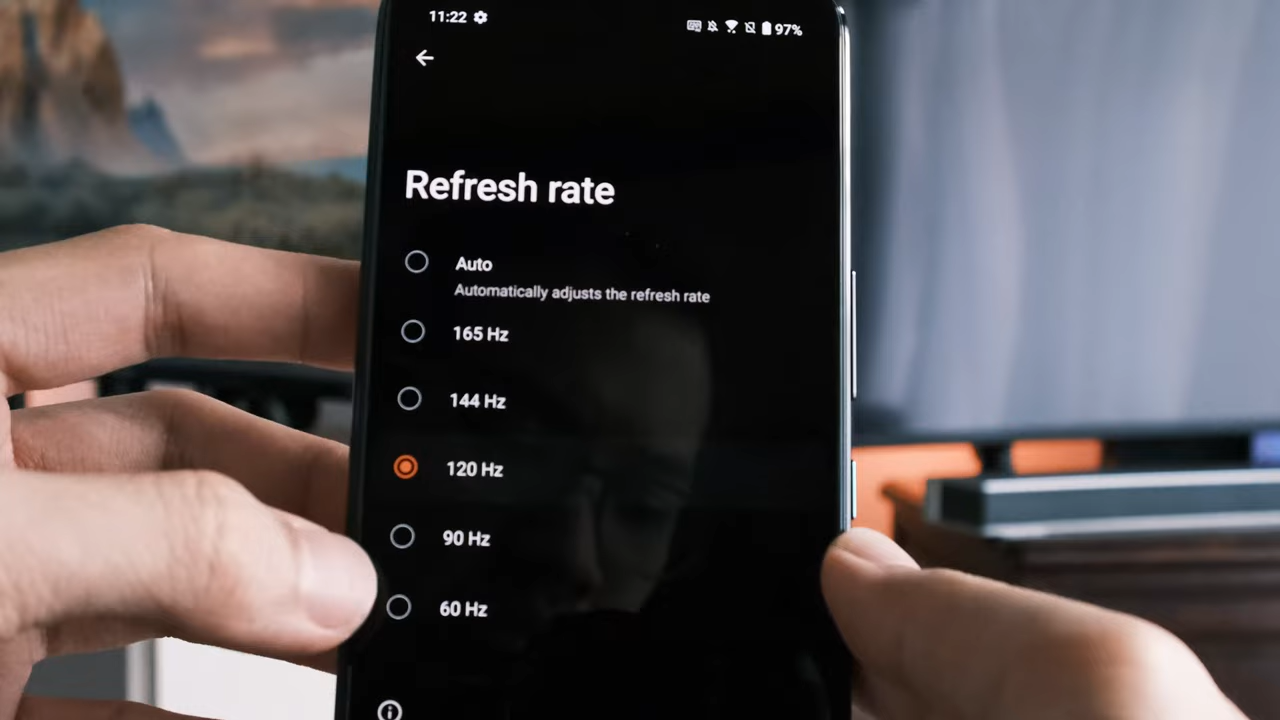 11:22
97%
Refresh rate
Auto
Automatically adjusts the refresh rate
165 Hz
144 Hz
120 Hz
90 Hz
60 Hz